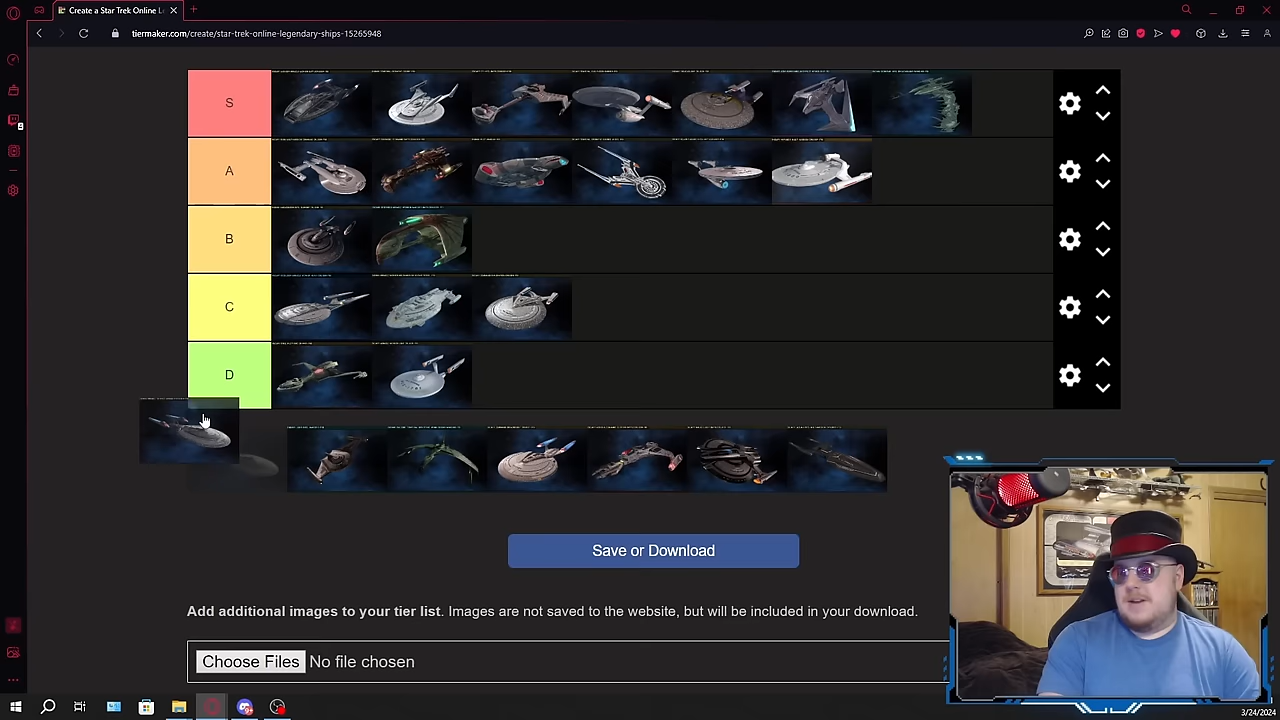 Create a Star Trek Online L
tiermaker.com/create/star-trek-online-legendary-ships-15265948
S
A
B
C
D
Save or Download
Add additional images to your tier list. Images are not saved to the website, but will be included in your download.
Choose Files No file chosen
3/24/2024